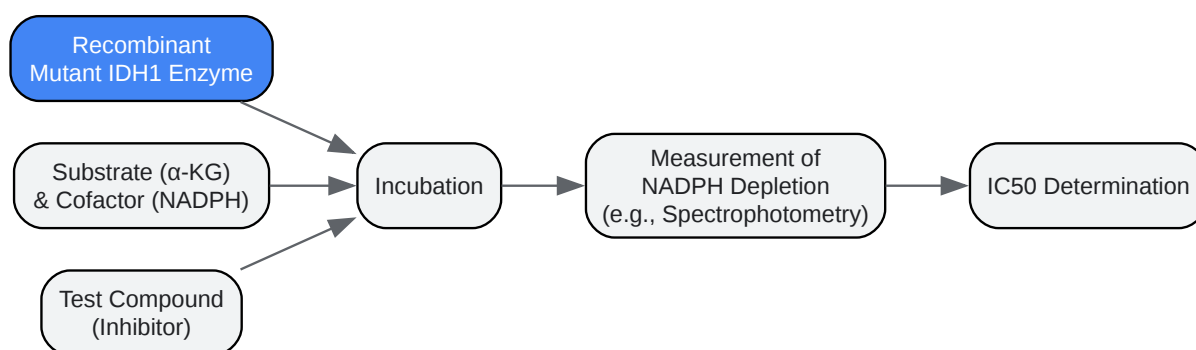 Recombinant
Mutant IDH1 Enzyme
Substrate (α-KG)
& Cofactor (NADPH)
Test Compound
(Inhibitor)
Incubation
Measurement of
NADPH Depletion
(e.g., Spectrophotometry)
IC50 Determination